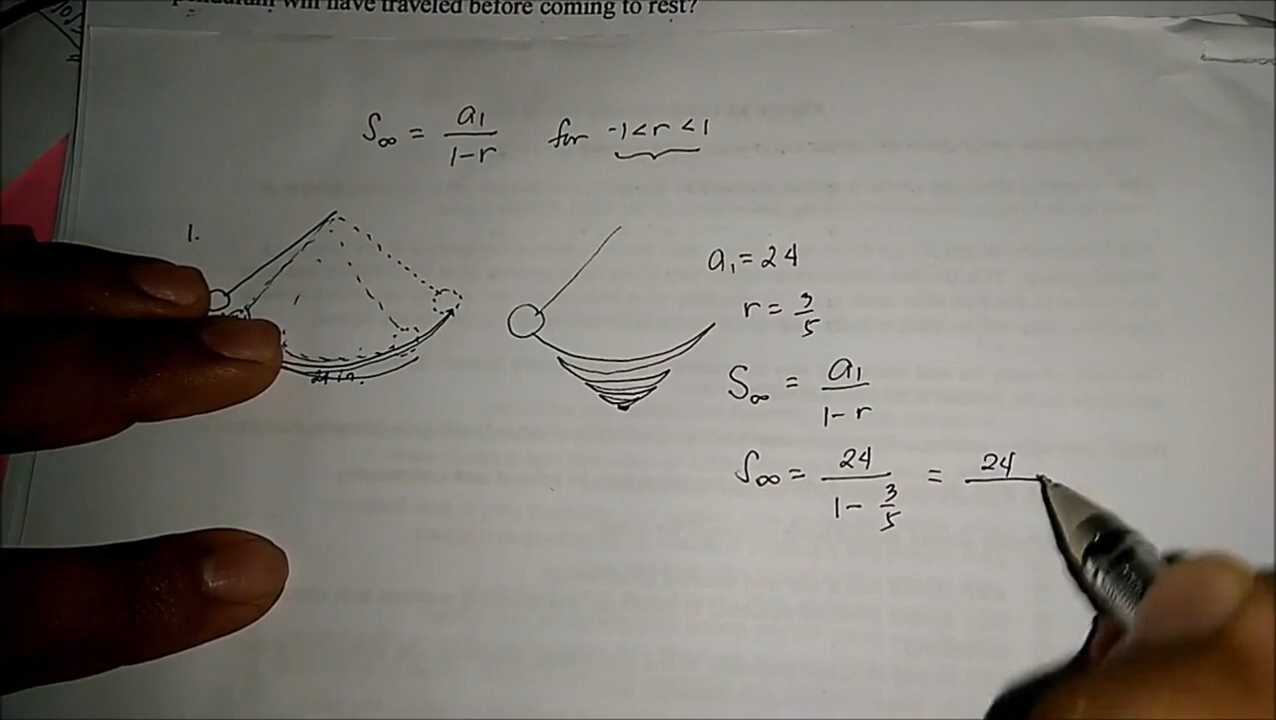 will have traveled before coming to rest?
S∞ = a₁/(1-r) for -1<r<1
1.
a₁ = 24
r = 3/5
S∞ = a₁/(1-r)
S∞ = 24/(1 - 3/5) = 24